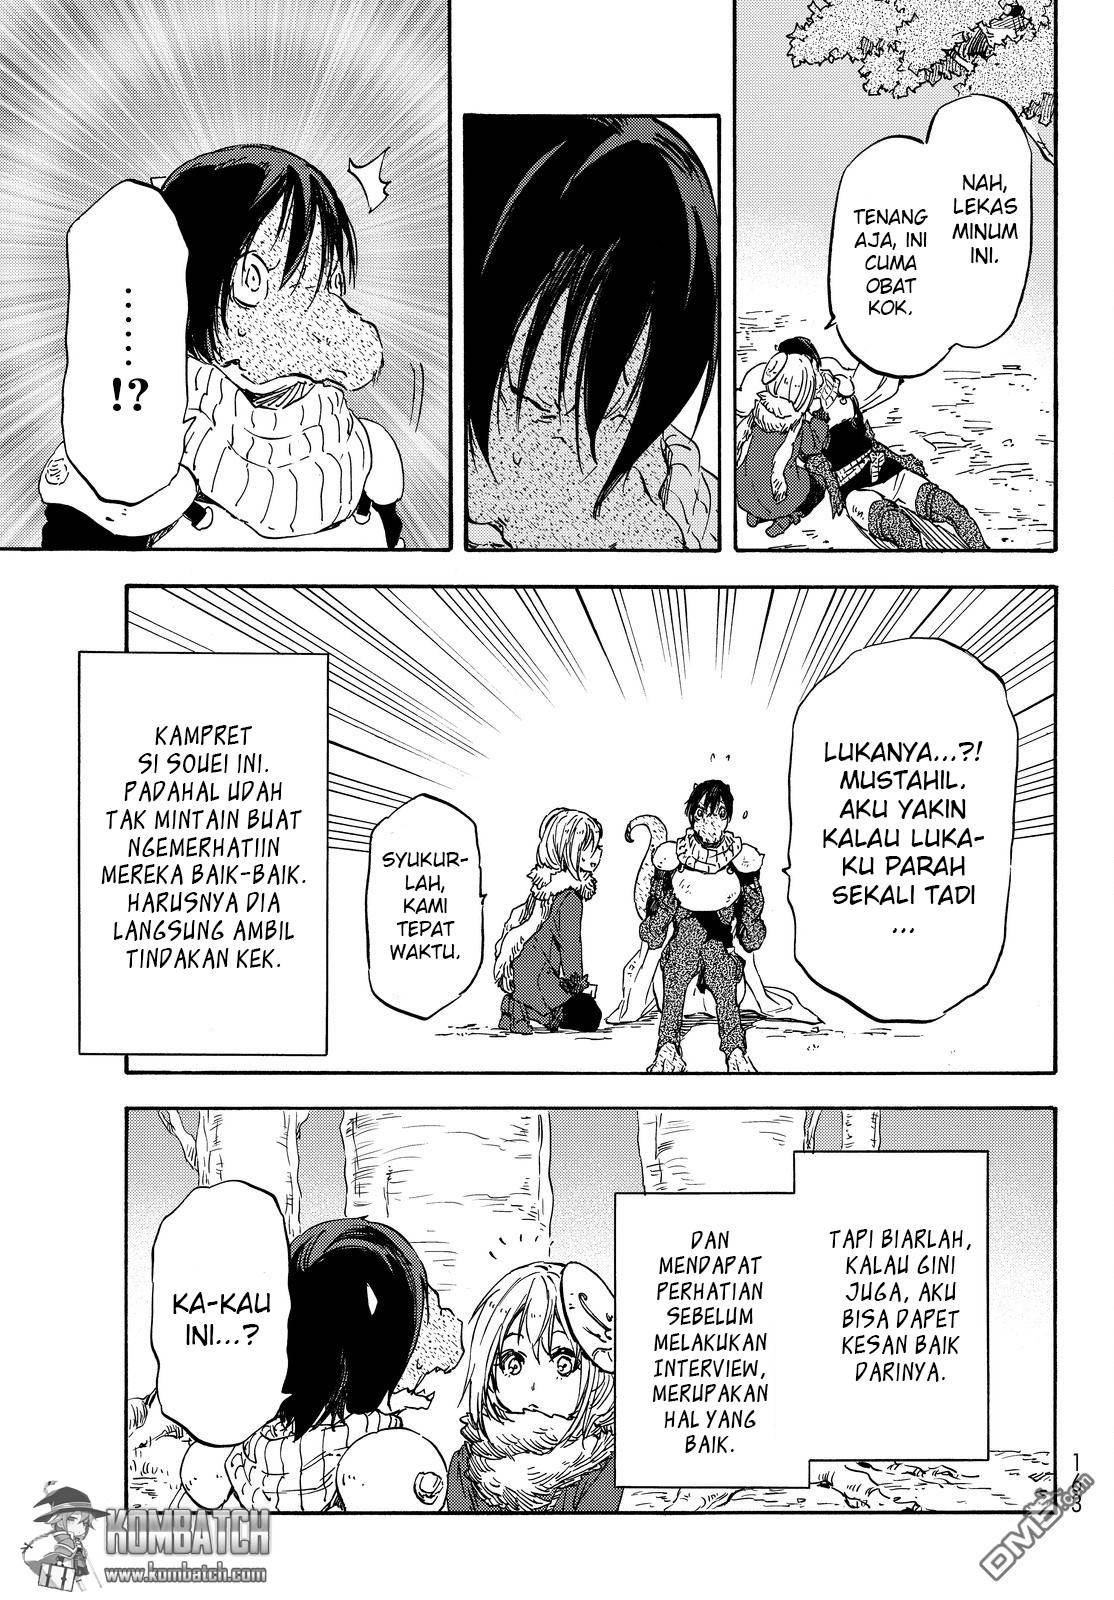 NAH,
LEKAS
MINUM
INI.
TENANG
AJA, INI
CUMA
OBAT
KOK.
......
!?
LUKANYA...?!
MUSTAHIL.
AKU YAKIN
KALAU LUKA-
KU PARAH
SEKALI TADI
...
SYUKUR-
LAH,
KAMI
TEPAT
WAKTU.
KAMPRET
SI SOUEI INI.
PADAHAL UDAH
TAK MINTAIN BUAT
NGEMERHATIIN
MEREKA BAIK-BAIK.
HARUSNYA DIA
LANGSUNG AMBIL
TINDAKAN KEK.
TAPI BIARLAH,
KALAU GINI
JUGA, AKU
BISA DAPET
KESAN BAIK
DARINYA.
DAN
MENDAPAT
PERHATIAN
SEBELUM
MELAKUKAN
INTERVIEW,
MERUPAKAN
HAL YANG
BAIK.
KA-KAU
INI...?
KOMBATCH
www.kombatch.com